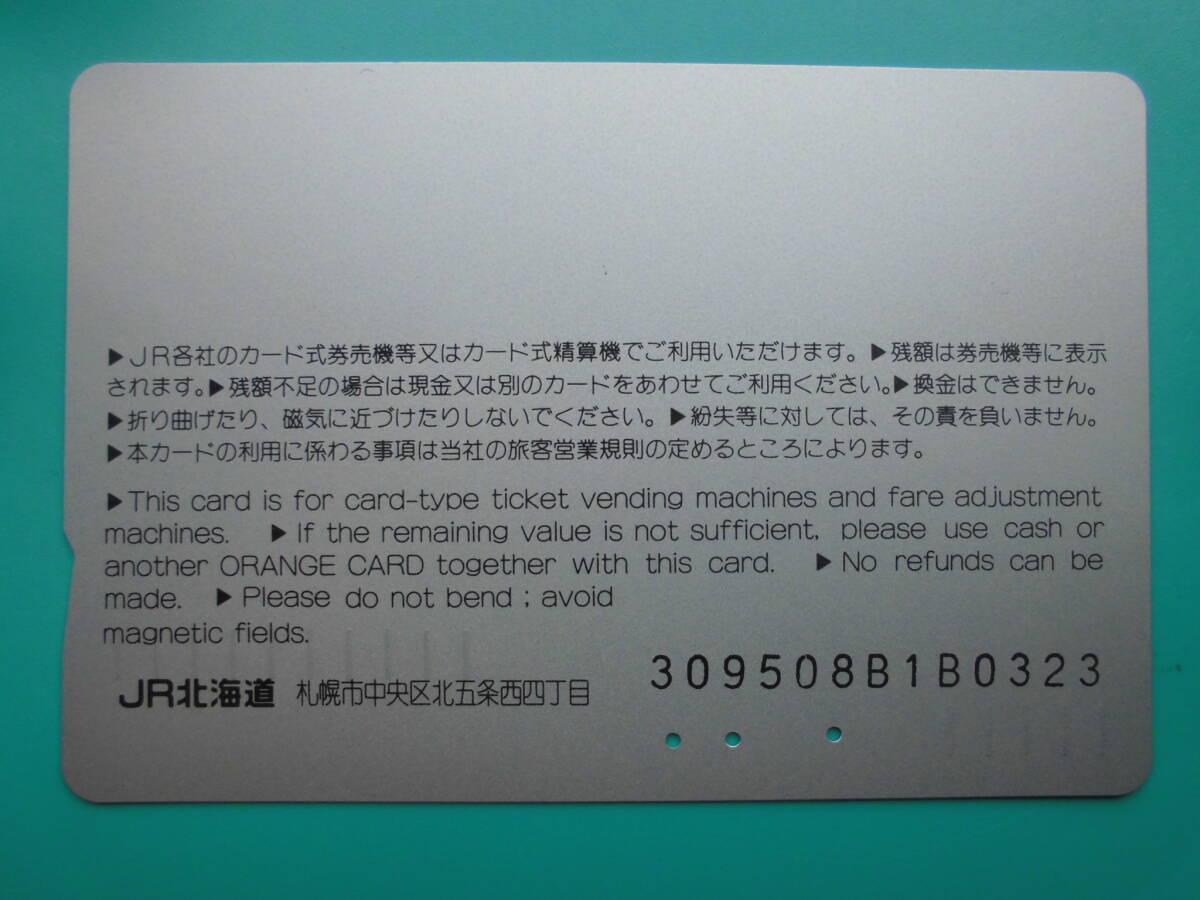 ▶JR各社のカード式券売機等又はカード式精算機でご利用いただけます。▶残額は券売機等に表示
されます。▶残額不足の場合は現金又は別のカードをあわせてご利用ください。▶換金はできません。
▶折り曲げたり、磁気に近づけたりしないでください。▶紛失等に対しては、その責を負いません。
▶本カードの利用に係わる事項は当社の旅客営業規則の定めるところによります。
▶This card is for card-type ticket vending machines and fare adjustment
machines. ▶If the remaining value is not sufficient, please use cash or
another ORANGE CARD together with this card. ▶No refunds can be
made. ▶Please do not bend ; avoid
magnetic fields.
309508B1B0323
JR北海道 札幌市中央区北五条西四丁目